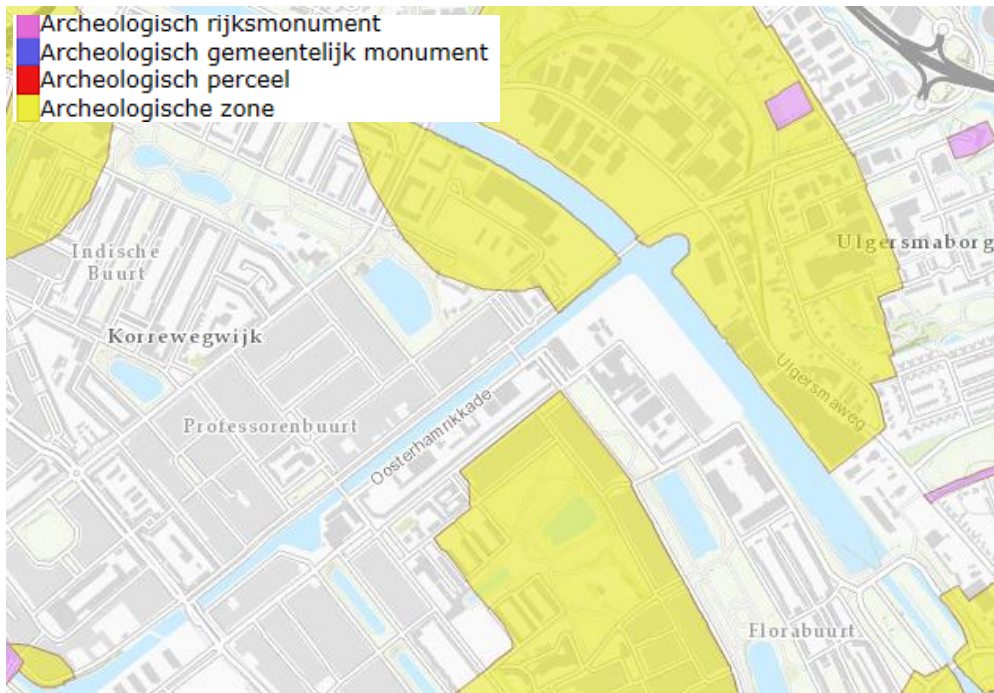 Archeologisch rijksmonument
Archeologisch gemeentelijk monument
Archeologisch perceel
Archeologische zone
Indische
Buurt
Ulgersmaborg
Korrewegwijk
Ulgersmaweg
Oosterhamrikkade
Professorenbuurt
Florabuurt